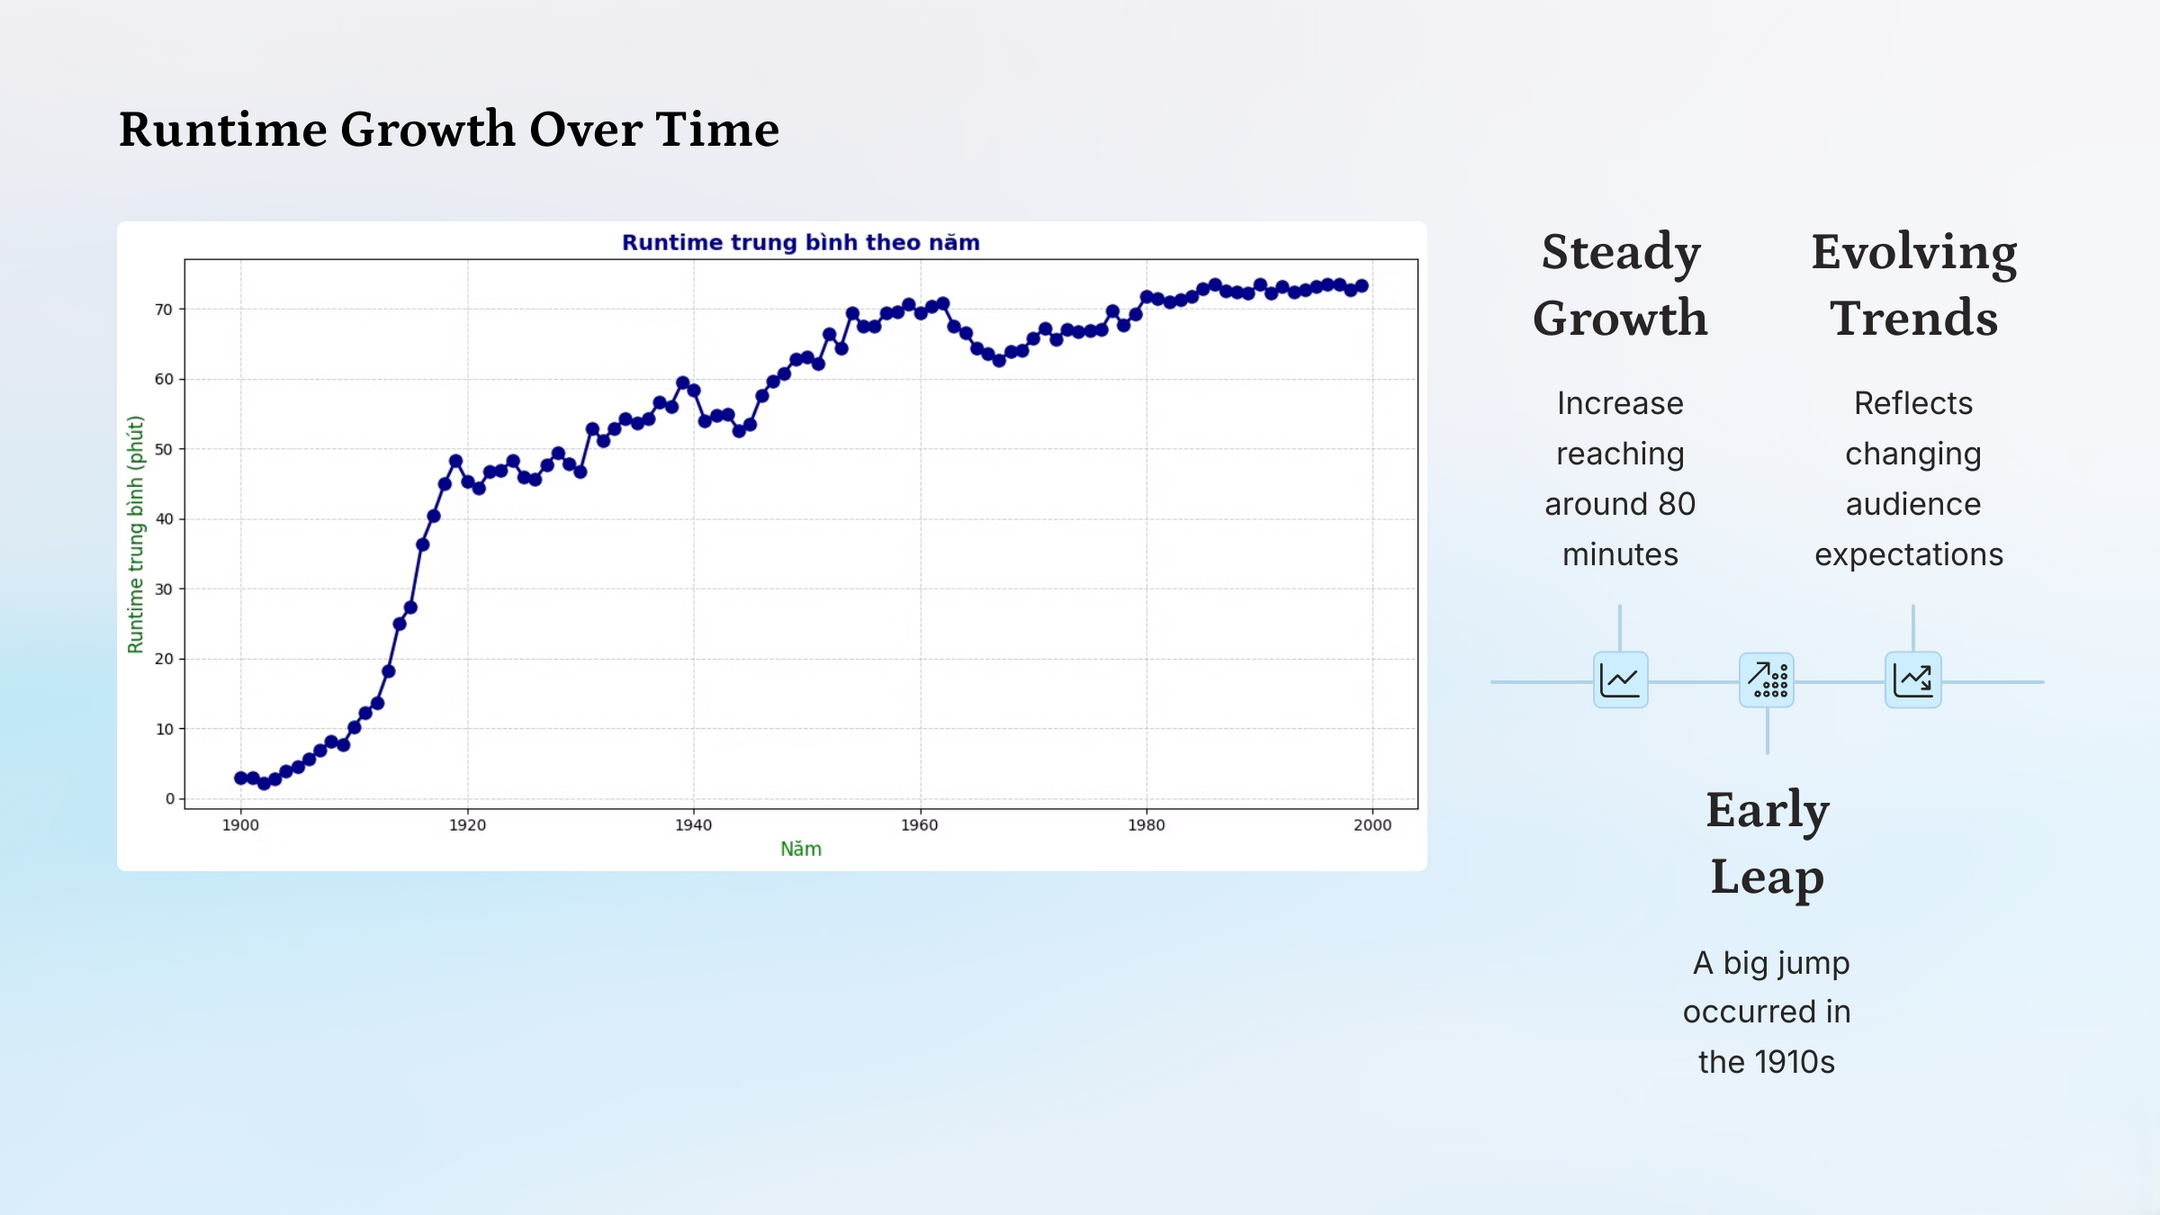 Runtime Growth Over Time
Runtime trung bình theo năm
Runtime trung bình (phút)
70
60
50
40
30
20
10
0
1900
1920
1940
1960
1980
2000
Năm
Steady
Growth
Increase
reaching
around 80
minutes
Evolving
Trends
Reflects
changing
audience
expectations
Early
Leap
A big jump
occurred in
the 1910s